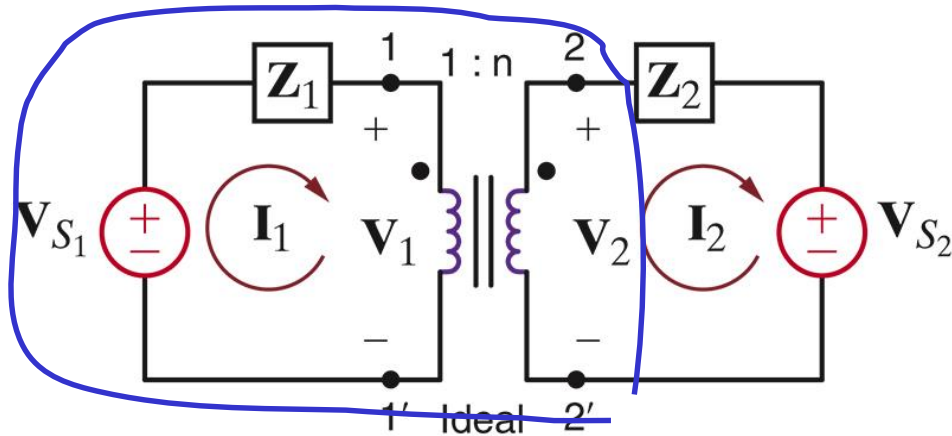 1 1 : n 2
Z1 Z2
+ +
VS1 + − I1 V1 V2 I2 + − VS2
− −
1′ Ideal 2′